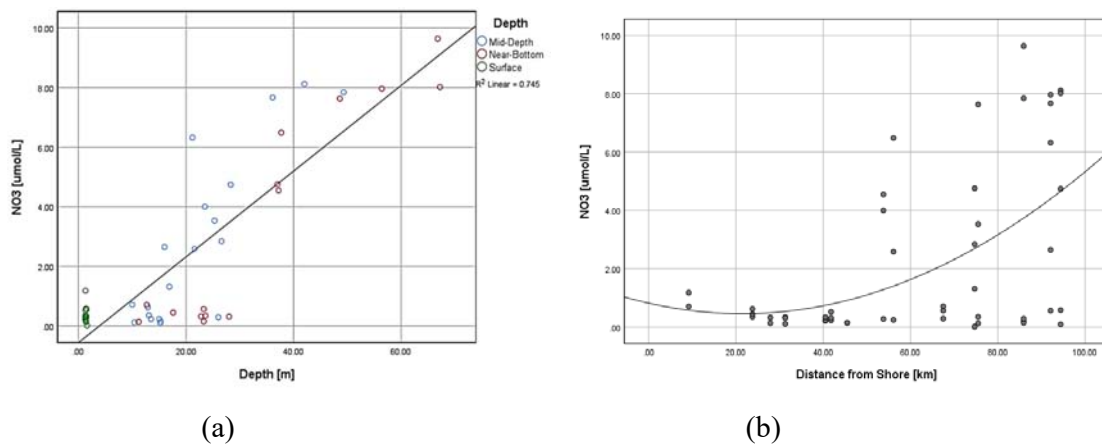 Depth
Mid-Depth
Near-Bottom
Surface
R² Linear = 0.745
NO3 [umol/L]
10.00
8.00
6.00
4.00
2.00
.00
.00
20.00
40.00
60.00
Depth [m]
(a)
NO3 [umol/L]
10.00
8.00
6.00
4.00
2.00
.00
.00
20.00
40.00
60.00
80.00
100.00
Distance from Shore [km]
(b)